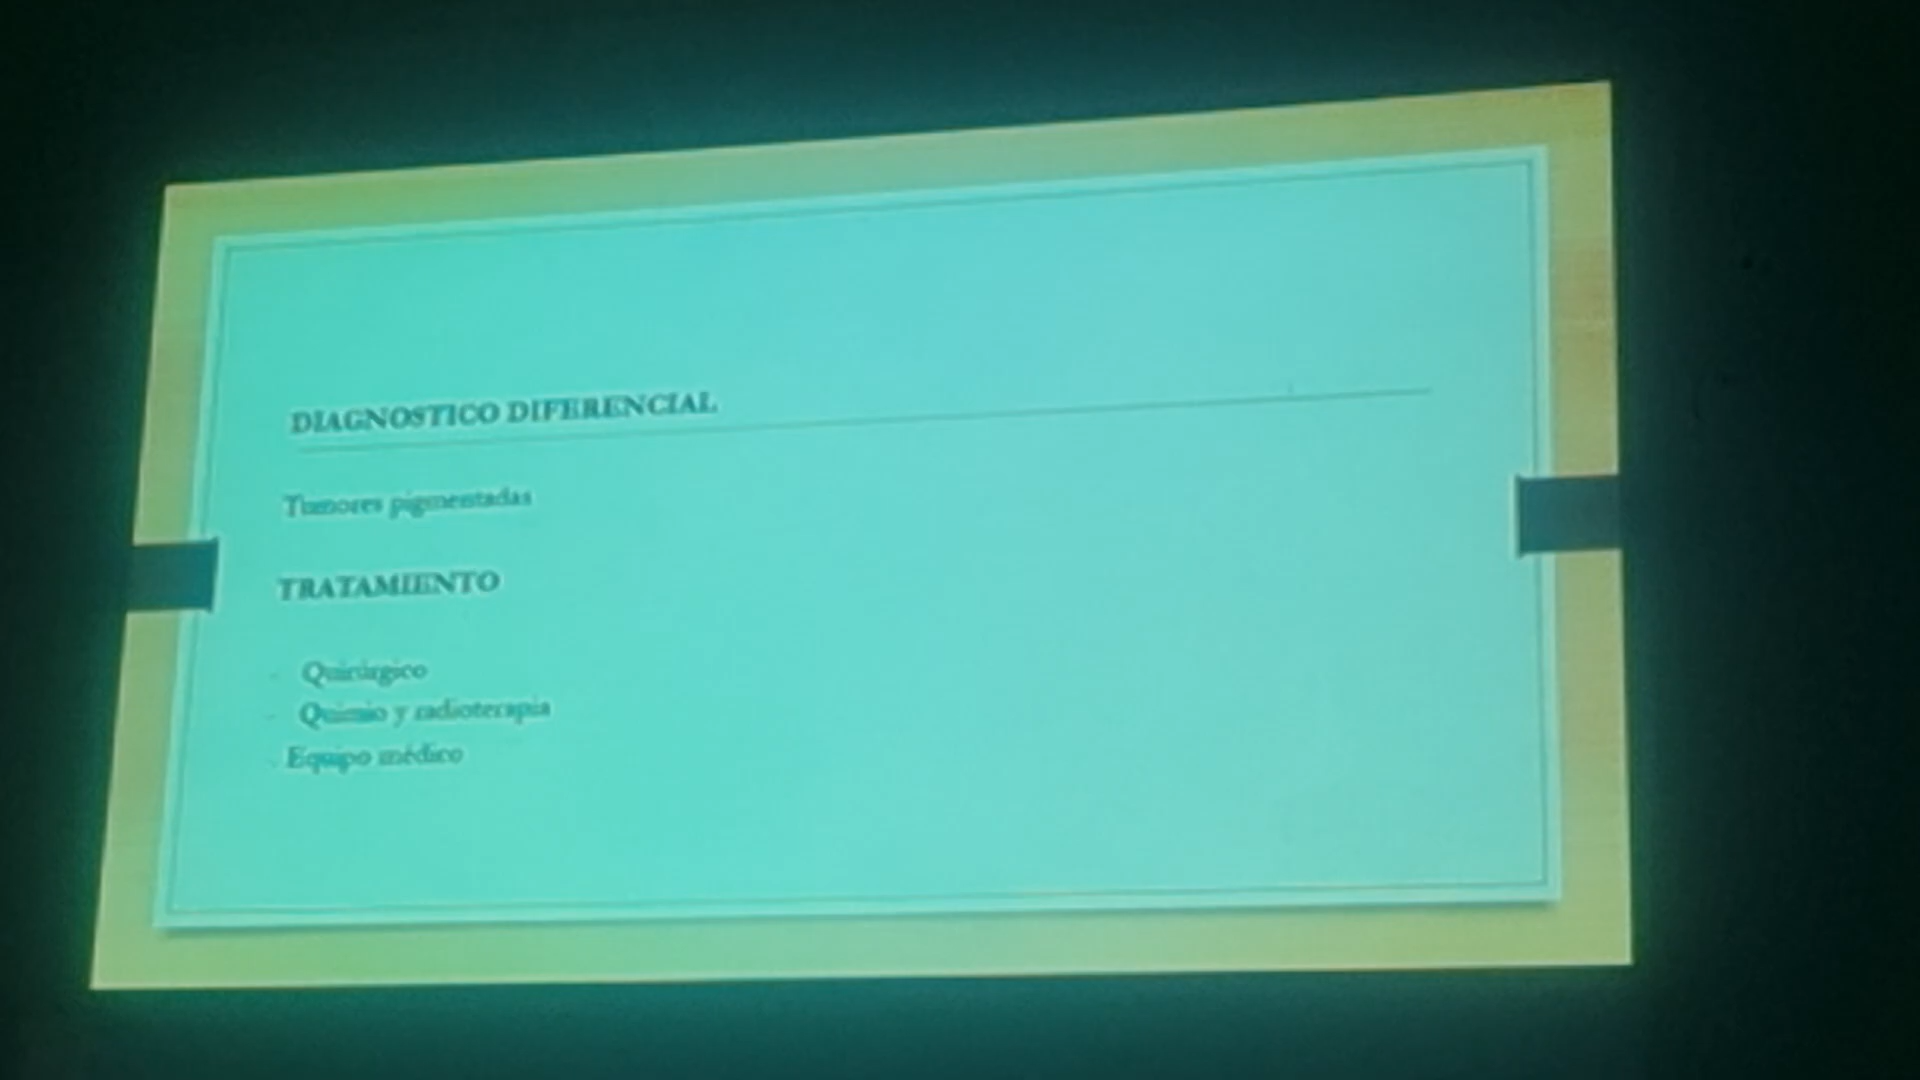 DIAGNOSTICO DIFERENCIAL
Tumores pigmentadas
TRATAMIENTO
- Quirúrgico
- Quimio y radioterapia
- Equipo médico